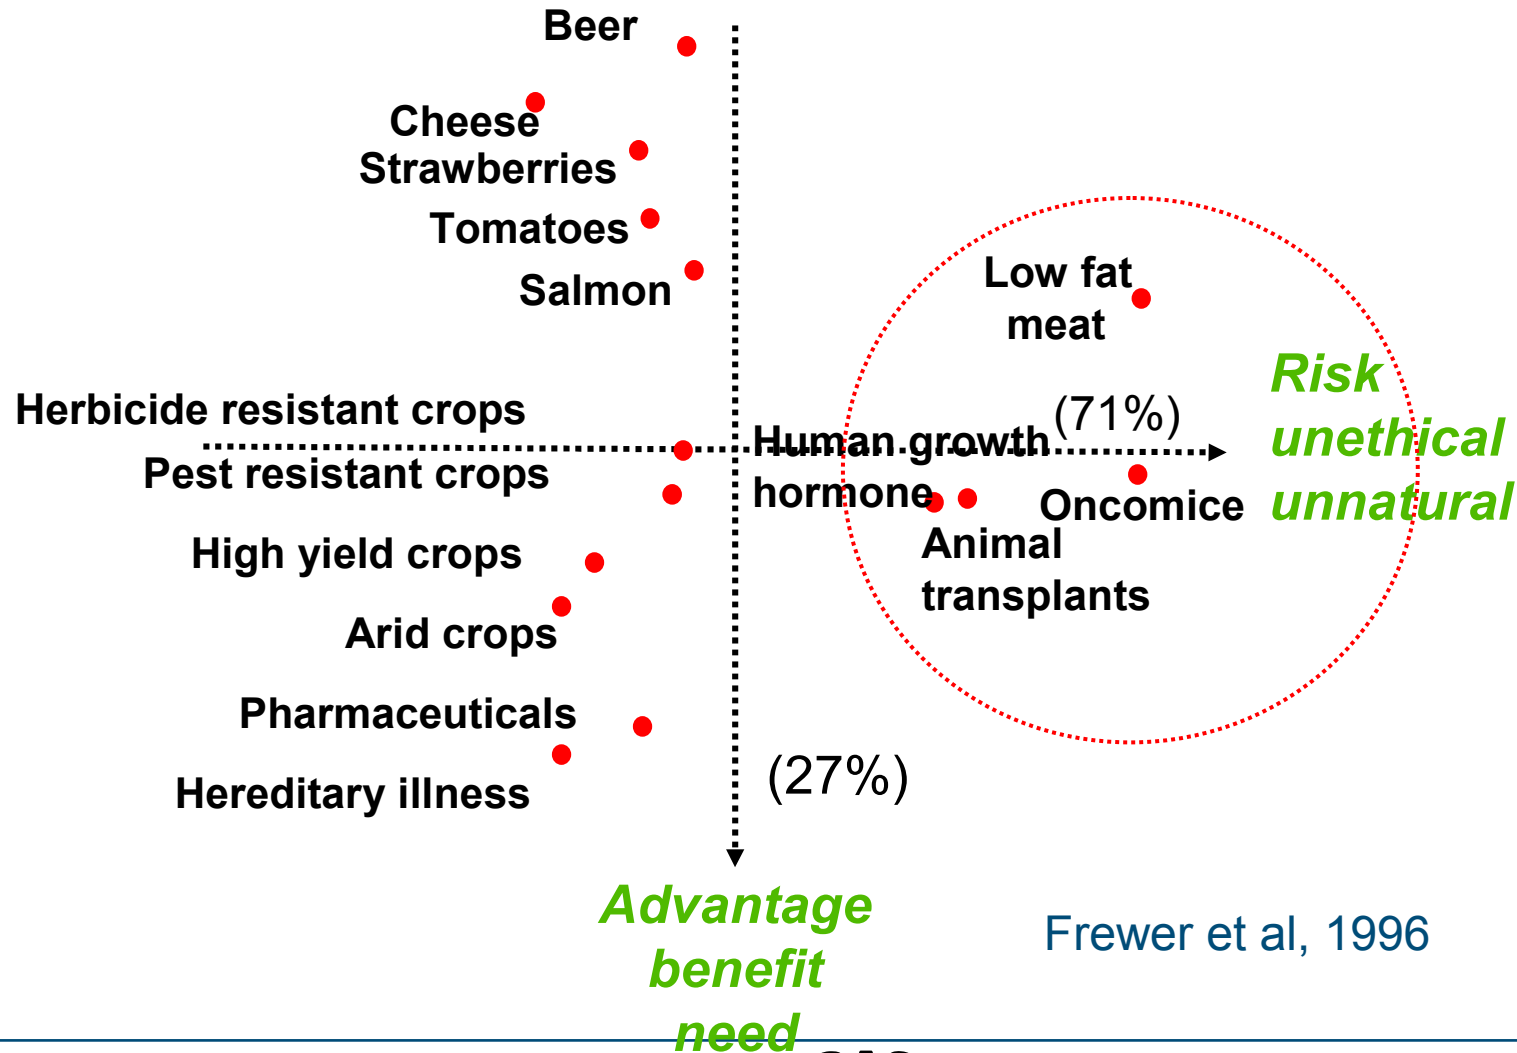 Beer
Cheese
Strawberries
Tomatoes
Salmon
Low fat
meat
Risk
unethical
unnatural
Herbicide resistant crops
(71%)
Human growth
hormone
Pest resistant crops
Oncomice
Animal
transplants
High yield crops
Arid crops
Pharmaceuticals
(27%)
Hereditary illness
Advantage
benefit
need
Frewer et al, 1996